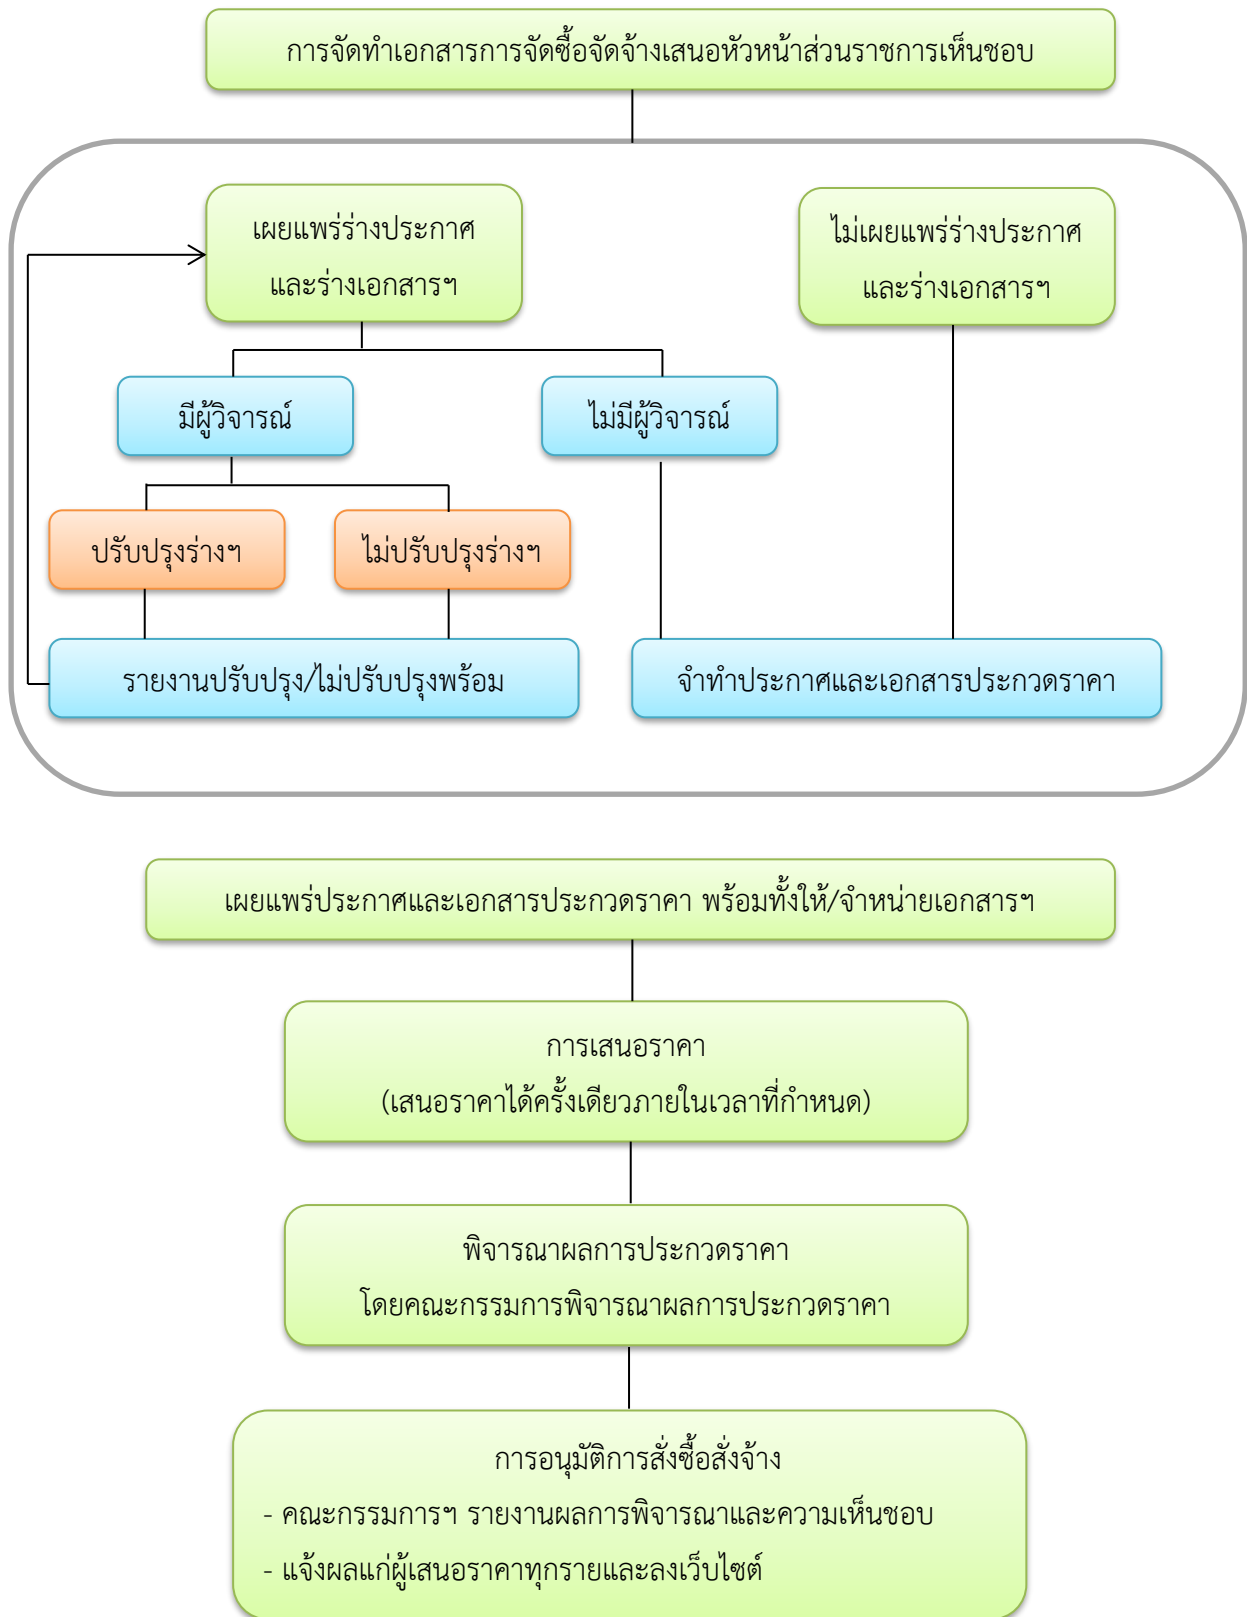 การจัดทำเอกสารการจัดซื้อจัดจ้างเสนอหัวหน้าส่วนราชการเห็นชอบ
เผยแพร่ร่างประกาศ
และร่างเอกสารฯ
ไม่เผยแพร่ร่างประกาศ
และร่างเอกสารฯ
มีผู้วิจารณ์
ไม่มีผู้วิจารณ์
ปรับปรุงร่างฯ
ไม่ปรับปรุงร่างฯ
รายงานปรับปรุง/ไม่ปรับปรุงพร้อม
จำทำประกาศและเอกสารประกวดราคา
เผยแพร่ประกาศและเอกสารประกวดราคา พร้อมทั้งให้/จำหน่ายเอกสารฯ
การเสนอราคา
(เสนอราคาได้ครั้งเดียวภายในเวลาที่กำหนด)
พิจารณาผลการประกวดราคา
โดยคณะกรรมการพิจารณาผลการประกวดราคา
การอนุมัติการสั่งซื้อสั่งจ้าง
- คณะกรรมการฯ รายงานผลการพิจารณาและความเห็นชอบ
- แจ้งผลแก่ผู้เสนอราคาทุกรายและลงเว็บไซต์